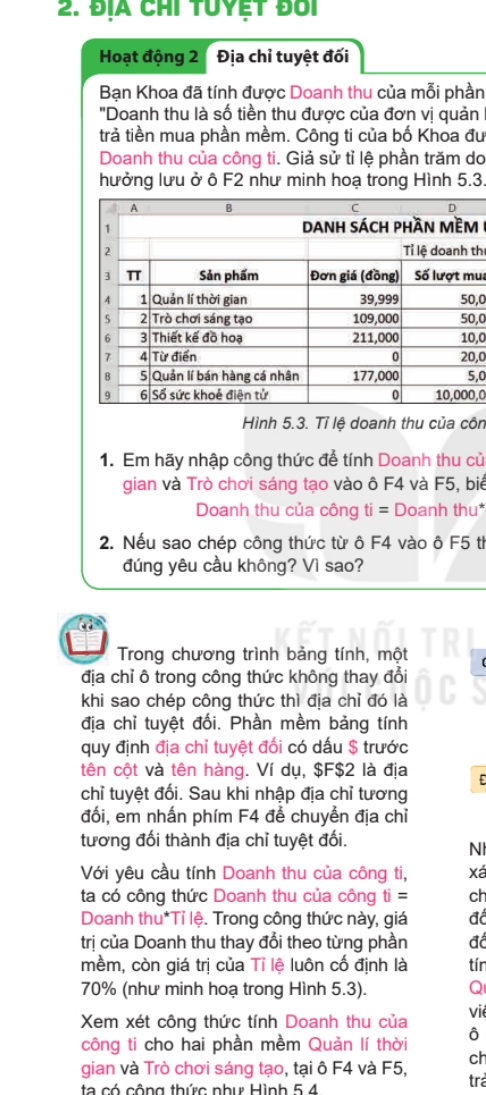 2. ĐỊA CHỈ TUYỆT ĐỐI
Hoạt động 2 Địa chỉ tuyệt đối
Bạn Khoa đã tính được Doanh thu của mỗi phần
"Doanh thu là số tiền thu được của đơn vị quản
trả tiền mua phần mềm. Công ti của bố Khoa đư
Doanh thu của công ti. Giả sử tỉ lệ phần trăm do
hưởng lưu ở ô F2 như minh hoạ trong Hình 5.3.
A B C D
1 DANH SÁCH PHẦN MỀM
2 Tỉ lệ doanh th
3 TT Sản phẩm Đơn giá (đồng) Số lượt mua
4 1 Quản lí thời gian 39,999 50,0
5 2 Trò chơi sáng tạo 109,000 50,0
6 3 Thiết kế đồ hoạ 211,000 10,0
7 4 Từ điển 0 20,0
8 5 Quản lí bán hàng cá nhân 177,000 5,0
9 6 Sổ sức khoẻ điện tử 0 10,000,0
Hình 5.3. Tỉ lệ doanh thu của côn
1. Em hãy nhập công thức để tính Doanh thu củ
gian và Trò chơi sáng tạo vào ô F4 và F5, biế
Doanh thu của công ti = Doanh thu*
2. Nếu sao chép công thức từ ô F4 vào ô F5 th
đúng yêu cầu không? Vì sao?
KẾT NỐI TRI
VỚI CUỘC S
Trong chương trình bảng tính, một
địa chỉ ô trong công thức không thay đổi
khi sao chép công thức thì địa chỉ đó là
địa chỉ tuyệt đối. Phần mềm bảng tính
quy định địa chỉ tuyệt đối có dấu $ trước
tên cột và tên hàng. Ví dụ, $F$2 là địa
chỉ tuyệt đối. Sau khi nhập địa chỉ tương
đối, em nhấn phím F4 để chuyển địa chỉ
tương đối thành địa chỉ tuyệt đối.
Với yêu cầu tính Doanh thu của công ti,
ta có công thức Doanh thu của công ti =
Doanh thu*Tỉ lệ. Trong công thức này, giá
trị của Doanh thu thay đổi theo từng phần
mềm, còn giá trị của Tỉ lệ luôn cố định là
70% (như minh hoạ trong Hình 5.3).
Xem xét công thức tính Doanh thu của
công ti cho hai phần mềm Quản lí thời
gian và Trò chơi sáng tạo, tại ô F4 và F5,
ta có công thức như Hình 5.4.
Nh
xá
ch
đố
đố
tín
Qu
việ
ô
ch
trả